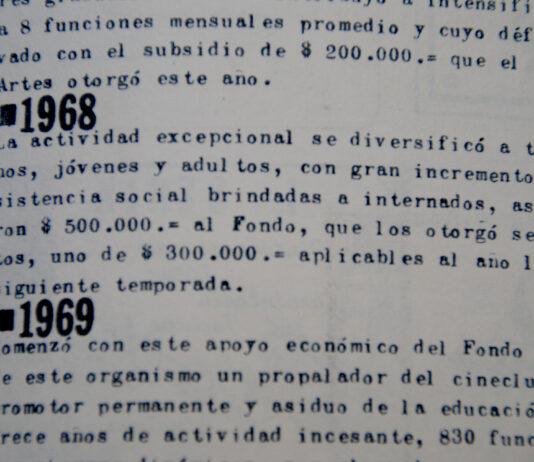 a 8 funciones mensuales promedio y cuyo déf
vado con el subsidio de $ 200.000.= que el
Artes otorgó este año.
■1968
La actividad excepcional se diversificó a t
ños, jóvenes y adultos, con gran incremento
sistencia social brindadas a internados, as
ron $ 500.000.= al Fondo, que los otorgó se
tos, uno de $ 300.000.= aplicables al año l
siguiente temporada.
■1969
omenzó con este apoyo económico del Fondo
e este organismo un propalador del cineclu
romotor permanente y asiduo de la educació
rece años de actividad incesante, 830 func